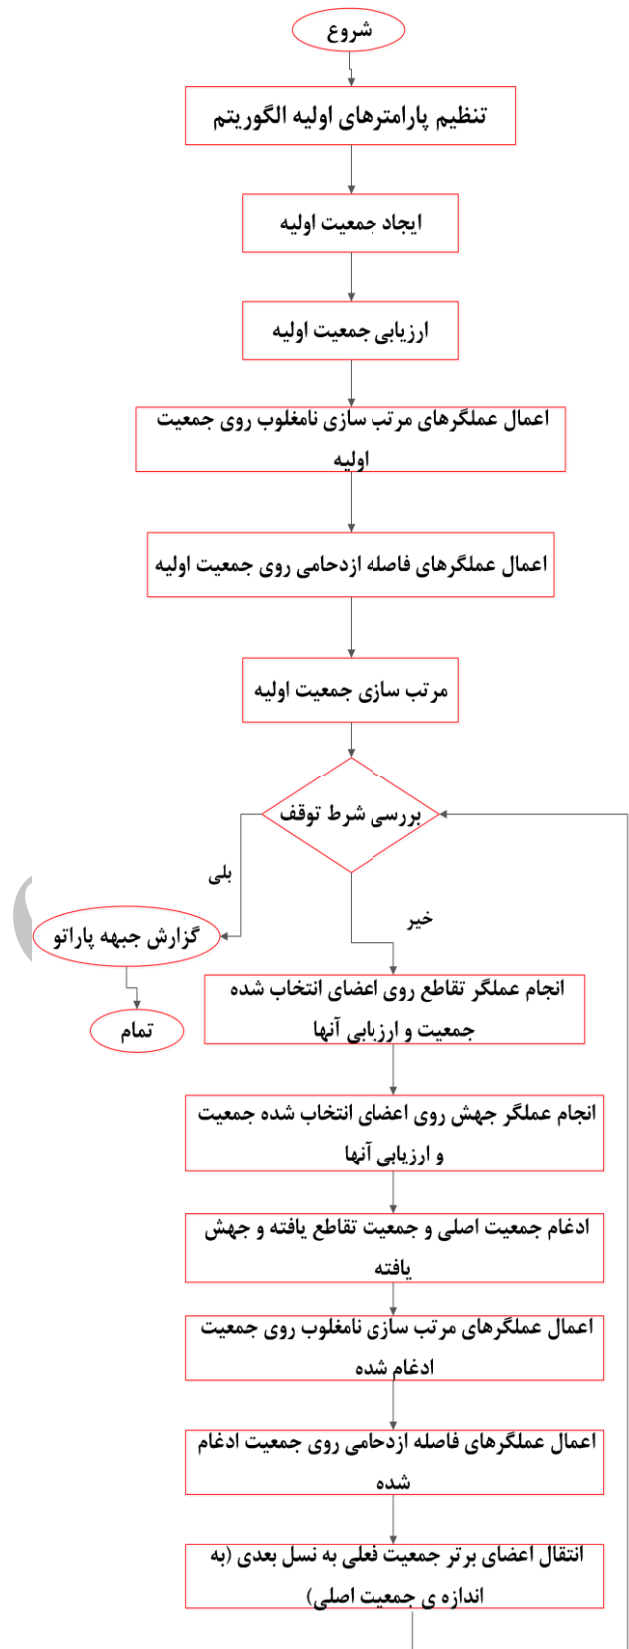 شروع
تنظیم پارامترهای اولیه الگوریتم
ایجاد جمعیت اولیه
ارزیابی جمعیت اولیه
اعمال عملگرهای مرتب سازی نامغلوب روی جمعیت
اولیه
اعمال عملگرهای فاصله ازدحامی روی جمعیت اولیه
مرتب سازی جمعیت اولیه
بررسی شرط توقف
بلی
خیر
گزارش جبهه پاراتو
تمام
انجام عملگر تقاطع روی اعضای انتخاب شده
جمعیت و ارزیابی آنها
انجام عملگر جهش روی اعضای انتخاب شده جمعیت
و ارزیابی آنها
ادغام جمعیت اصلی و جمعیت تقاطع یافته و جهش
یافته
اعمال عملگرهای مرتب سازی نامغلوب روی جمعیت
ادغام شده
اعمال عملگرهای فاصله ازدحامی روی جمعیت ادغام
شده
انتقال اعضای برتر جمعیت فعلی به نسل بعدی (به
اندازه ی جمعیت اصلی)